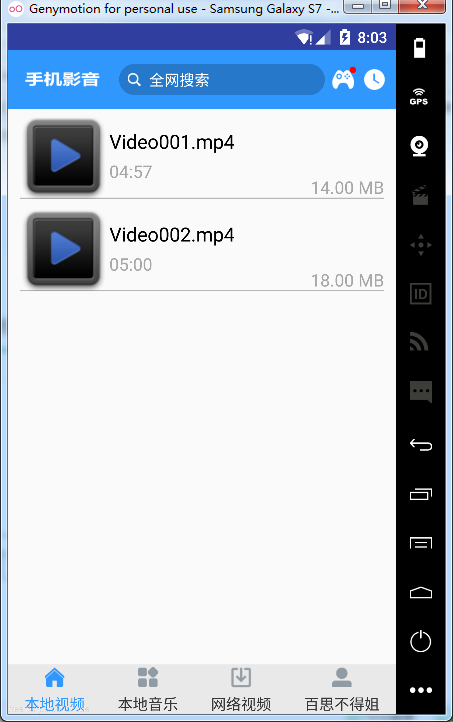 Genymotion for personal use - Samsung Galaxy S7 -...
8:03
手机影音
全网搜索
Video001.mp4
04:57
14.00 MB
Video002.mp4
05:00
18.00 MB
本地视频
本地音乐
网络视频
百思不得姐
GPS
ID